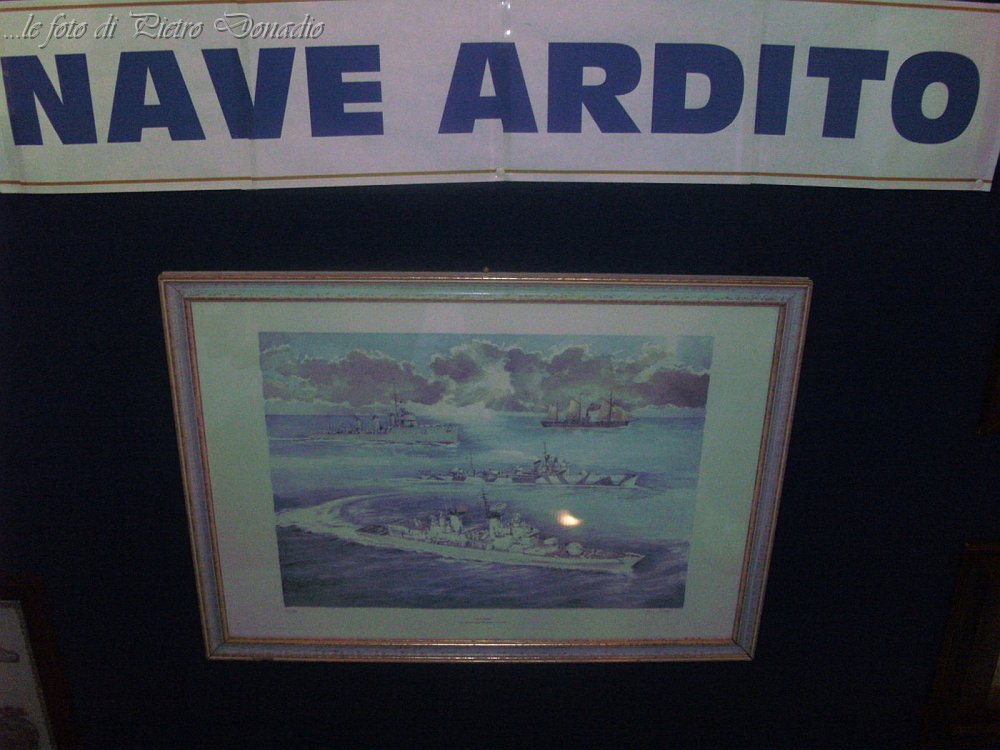 ...le foto di Pietro Donadio
NAVE ARDITO